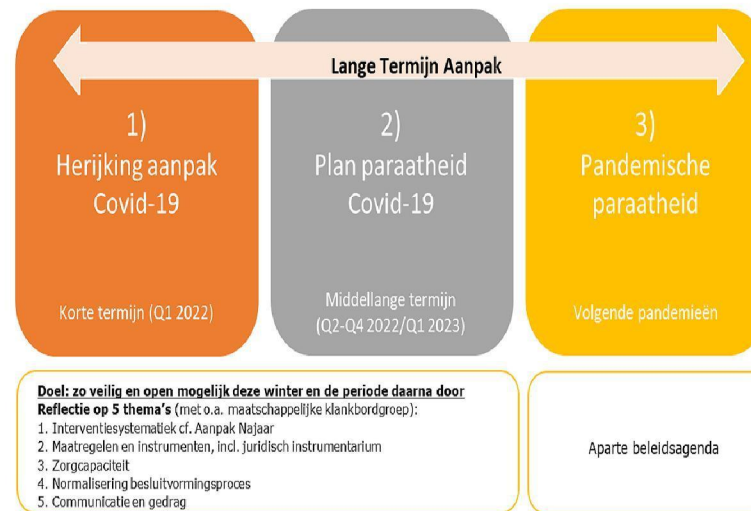 Lange Termijn Aanpak
1)
Herijking aanpak
Covid-19
Korte termijn (Q1 2022)
2)
Plan paraatheid
Covid-19
Middellange termijn
(Q2-Q4 2022/Q1 2023)
3)
Pandemische
paraatheid
Volgende pandemieën
Doel: zo veilig en open mogelijk deze winter en de periode daarna door
Reflectie op 5 thema's (met o.a. maatschappelijke klankbordgroep):
1. Interventiesystematiek cf. Aanpak Najaar
2. Maatregelen en instrumenten, incl. juridisch instrumentarium
3. Zorgcapaciteit
4. Normalisering besluitvormingsproces
5. Communicatie en gedrag
Aparte beleidsagenda